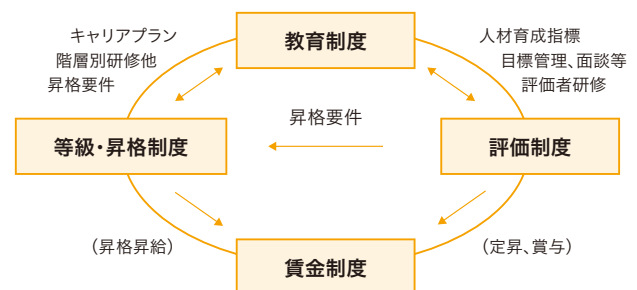 教育制度
キャリアプラン
階層別研修他
昇格要件
人材育成指標
目標管理、面談等
評価者研修
昇格要件
等級・昇格制度
評価制度
（昇格昇給）
（定昇、賞与）
賃金制度